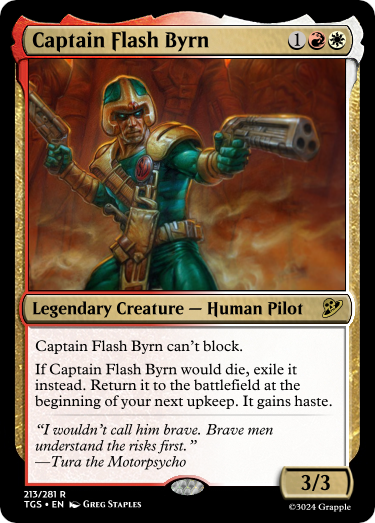 Captain Flash Byrn 1
Legendary Creature — Human Pilot
Captain Flash Byrn can't block.
If Captain Flash Byrn would die, exile it
instead. Return it to the battlefield at the
beginning of your next upkeep. It gains haste.
“I wouldn't call him brave. Brave men
understand the risks first.”
—Tura the Motorpsycho
3/3
213/281 R
TGS • EN Greg Staples
©3024 Grapple